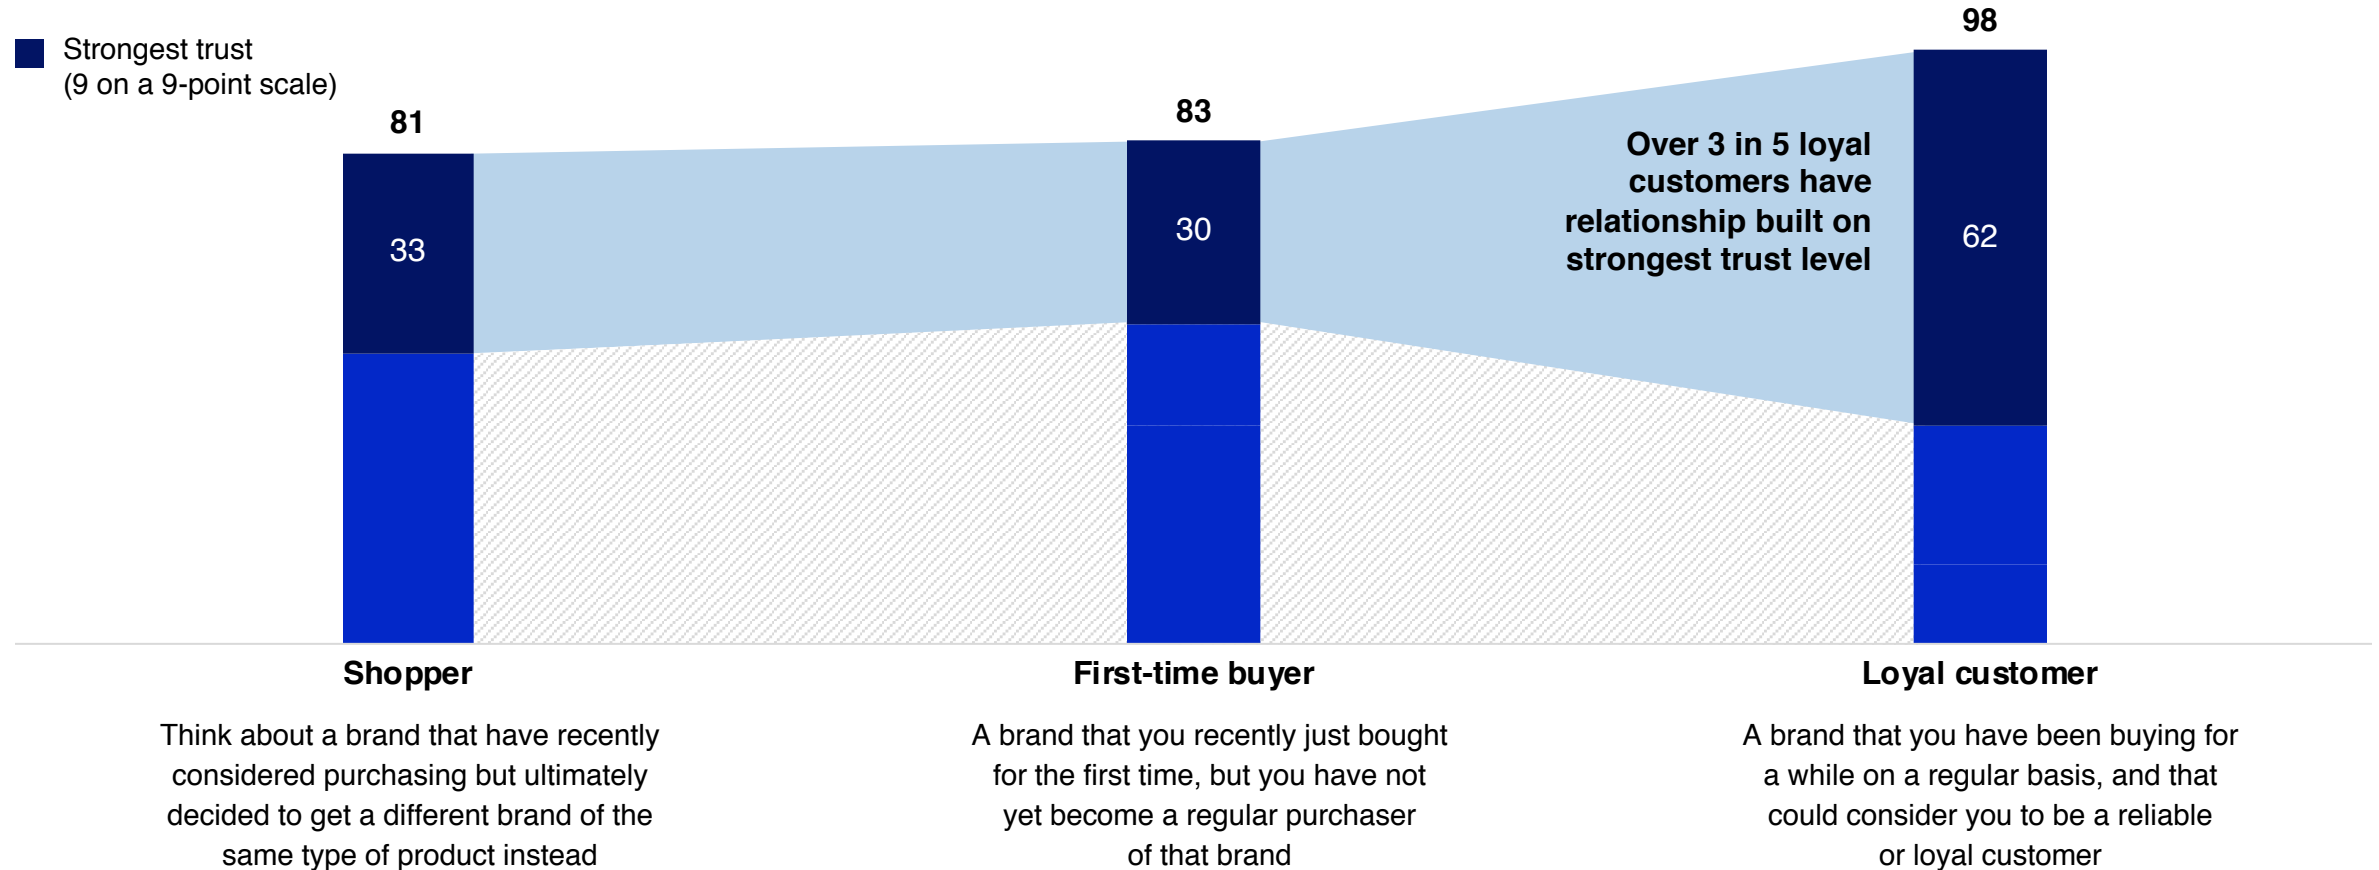 Strongest trust
(9 on a 9-point scale)
81
83
98
33
30
62
Over 3 in 5 loyal
customers have
relationship built on
strongest trust level
Shopper
Think about a brand that have recently
considered purchasing but ultimately
decided to get a different brand of the
same type of product instead
First-time buyer
A brand that you recently just bought
for the first time, but you have not
yet become a regular purchaser
of that brand
Loyal customer
A brand that you have been buying for
a while on a regular basis, and that
could consider you to be a reliable
or loyal customer